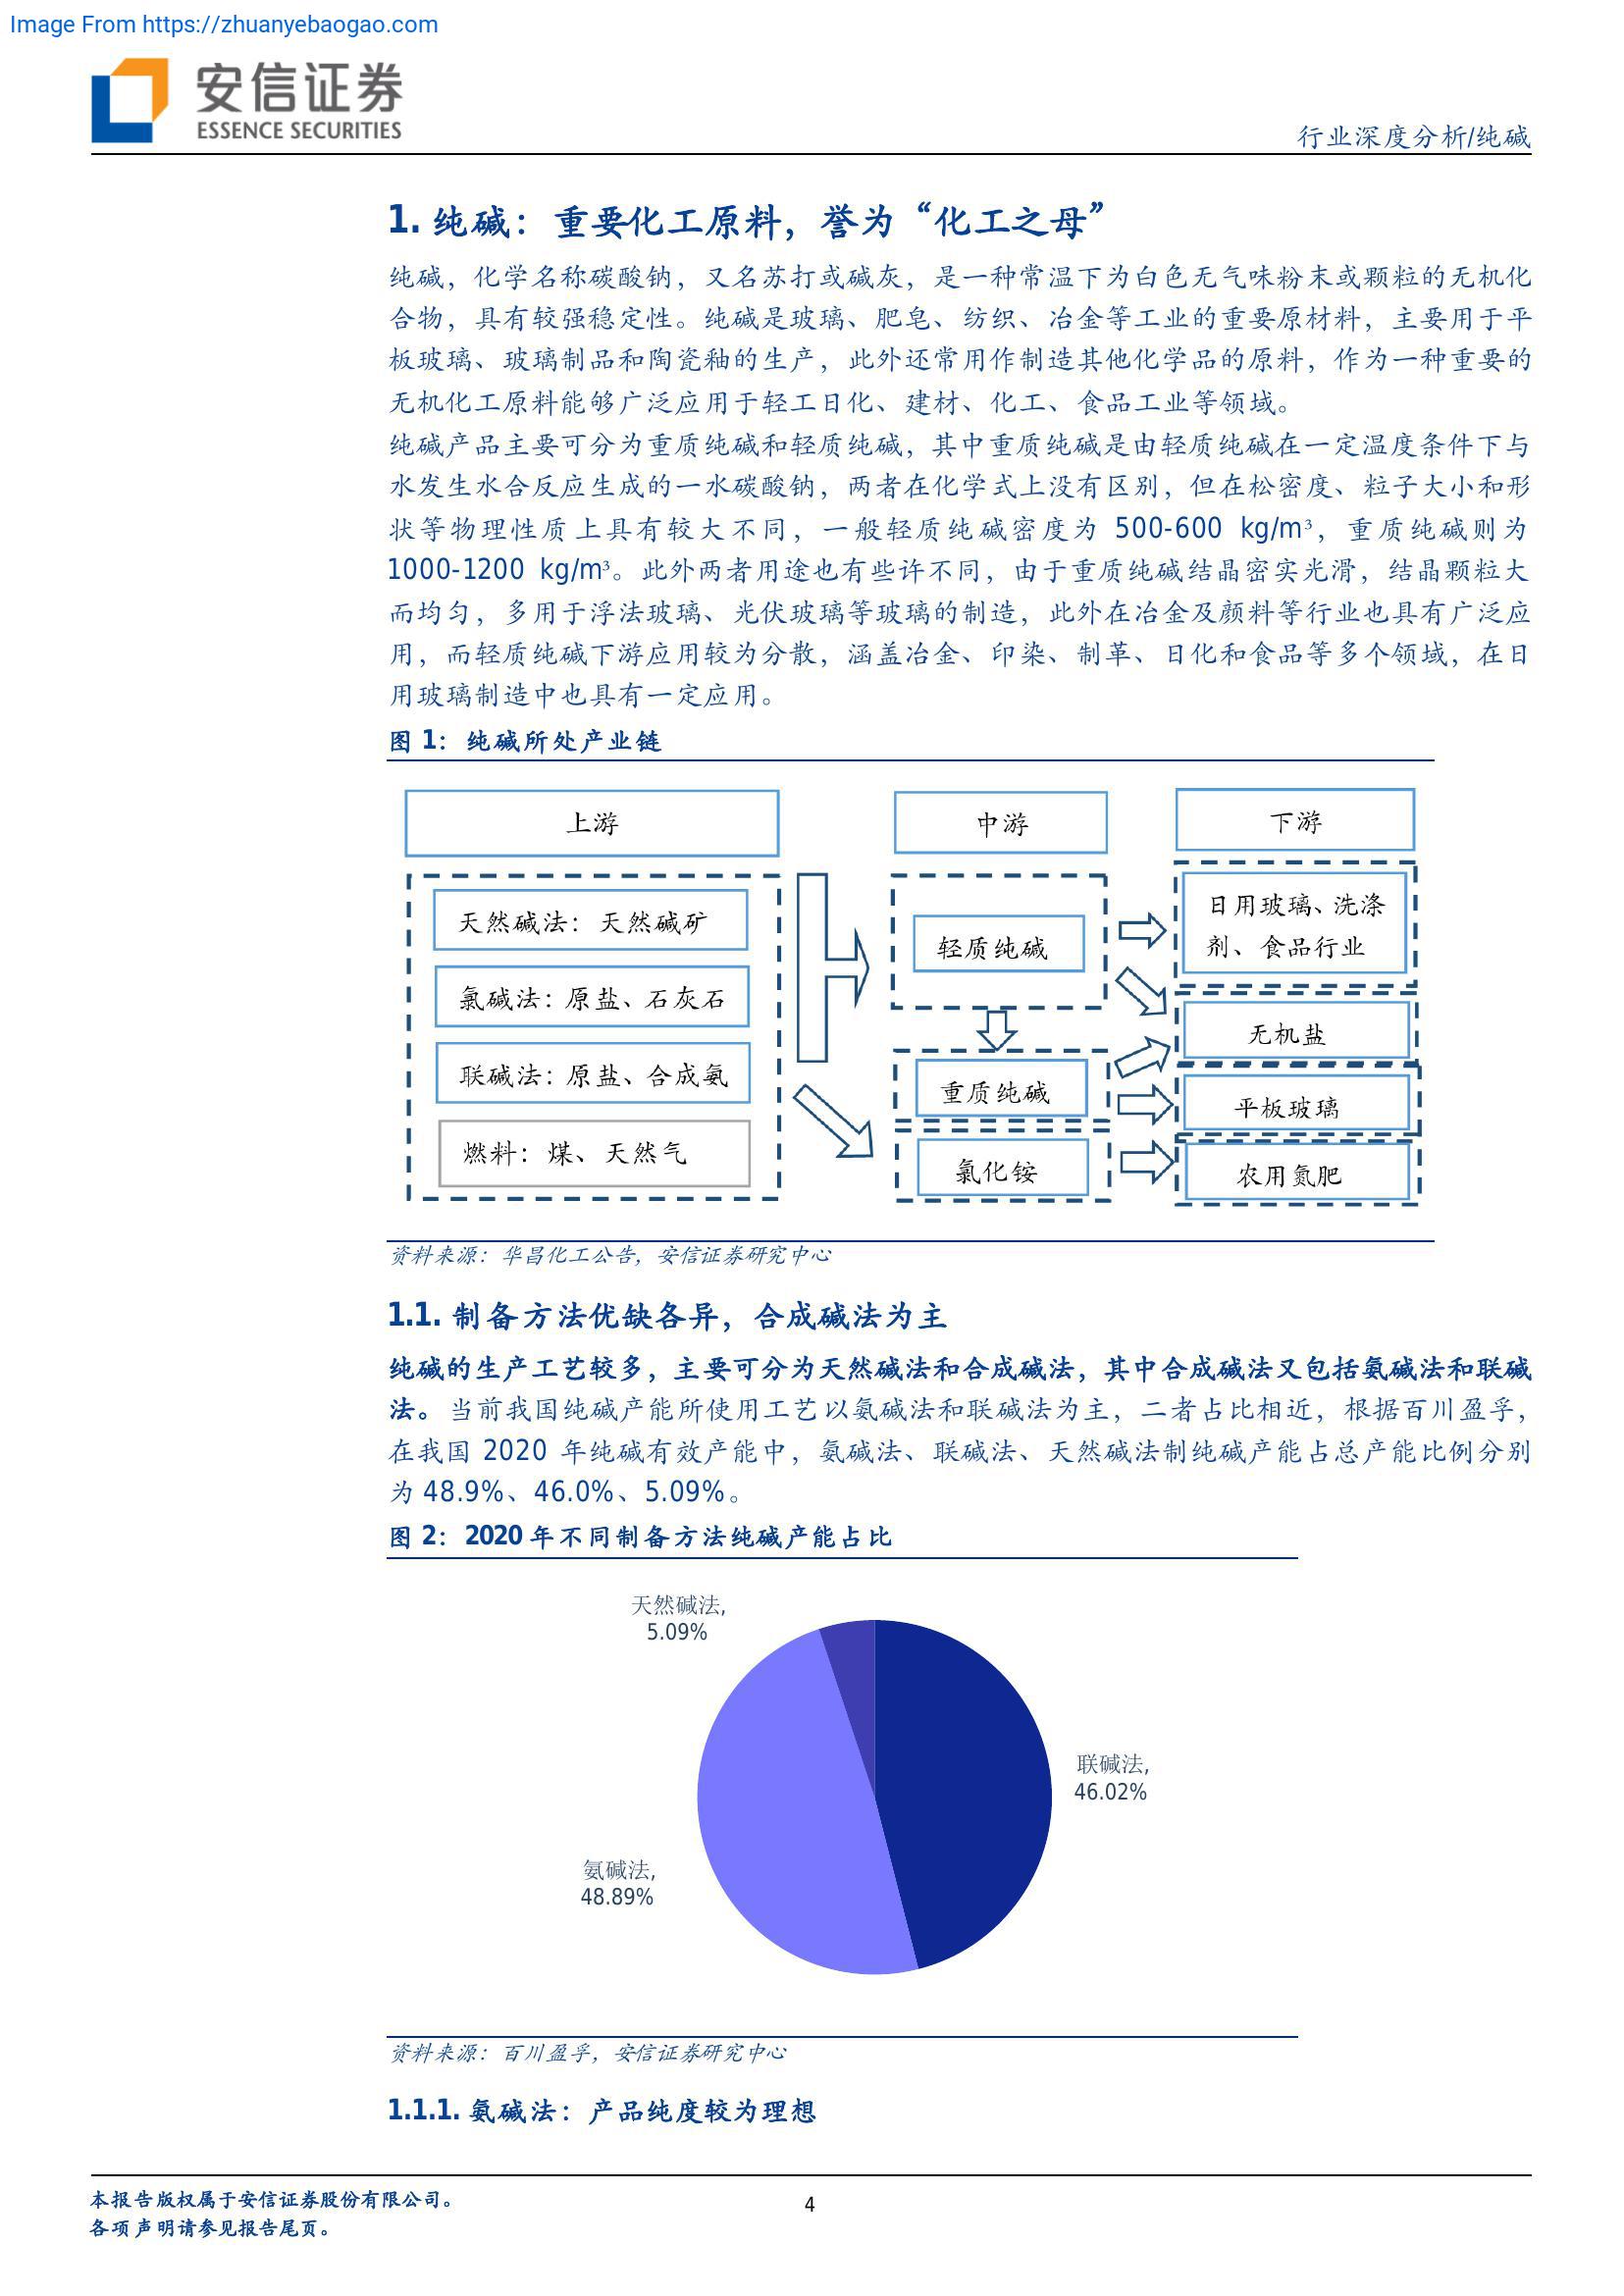 Image From https://zhuanyebaogao.com
安信证券
ESSENCE SECURITIES
行业深度分析/纯碱
1. 纯碱：重要化工原料，誉为“化工之母”
纯碱，化学名称碳酸钠，又名苏打或碱灰，是一种常温下为白色无气味粉末或颗粒的无机化
合物，具有较强稳定性。纯碱是玻璃、肥皂、纺织、冶金等工业的重要原材料，主要用于平
板玻璃、玻璃制品和陶瓷釉的生产，此外还常用作制造其他化学品的原料，作为一种重要的
无机化工原料能够广泛应用于轻工日化、建材、化工、食品工业等领域。
纯碱产品主要可分为重质纯碱和轻质纯碱，其中重质纯碱是由轻质纯碱在一定温度条件下与
水发生水合反应生成的一水碳酸钠，两者在化学式上没有区别，但在松密度、粒子大小和形
状等物理性质上具有较大不同，一般轻质纯碱密度为 500-600 kg/m³，重质纯碱则为
1000-1200 kg/m³。此外两者用途也有些许不同，由于重质纯碱结晶密实光滑，结晶颗粒大
而均匀，多用于浮法玻璃、光伏玻璃等玻璃的制造，此外在冶金及颜料等行业也具有广泛应
用，而轻质纯碱下游应用较为分散，涵盖冶金、印染、制革、日化和食品等多个领域，在日
用玻璃制造中也具有一定应用。
图 1：纯碱所处产业链
上游
中游
下游
天然碱法：天然碱矿
氯碱法：原盐、石灰石
联碱法：原盐、合成氨
燃料：煤、天然气
轻质纯碱
重质纯碱
氯化铵
日用玻璃、洗涤
剂、食品行业
无机盐
平板玻璃
农用氮肥
资料来源：华昌化工公告，安信证券研究中心
1.1. 制备方法优缺各异，合成碱法为主
纯碱的生产工艺较多，主要可分为天然碱法和合成碱法，其中合成碱法又包括氨碱法和联碱
法。当前我国纯碱产能所使用工艺以氨碱法和联碱法为主，二者占比相近，根据百川盈孚，
在我国 2020 年纯碱有效产能中，氨碱法、联碱法、天然碱法制纯碱产能占总产能比例分别
为 48.9%、46.0%、5.09%。
图 2：2020 年不同制备方法纯碱产能占比
天然碱法,
5.09%
联碱法,
46.02%
氨碱法,
48.89%
资料来源：百川盈孚，安信证券研究中心
1.1.1. 氨碱法：产品纯度较为理想
本报告版权属于安信证券股份有限公司。
4
各项声明请参见报告尾页。